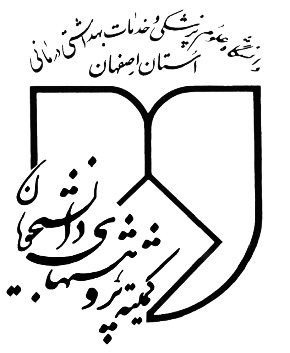 دانشگاه علوم پزشکی و خدمات بهداشتی درمانی
استان اصفهان
کمیته پژوهشهای
دانشجویان